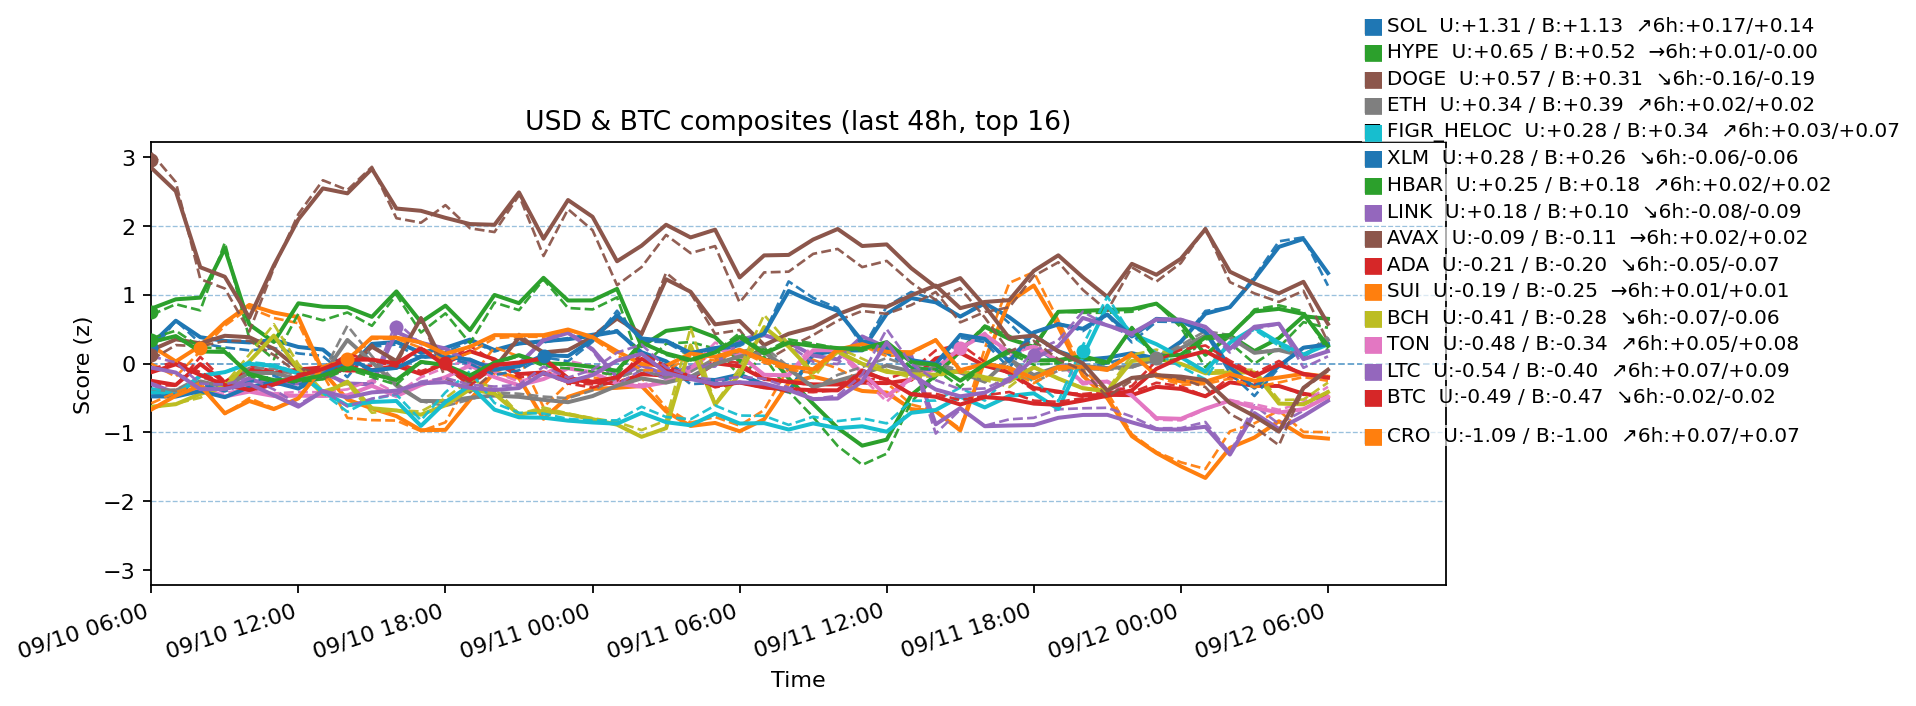 SOL U:+1.31 / B:+1.13 ↗6h:+0.17/+0.14
HYPE U:+0.65 / B:+0.52 →6h:+0.01/-0.00
DOGE U:+0.57 / B:+0.31 ↘6h:-0.16/-0.19
ETH U:+0.34 / B:+0.39 ↗6h:+0.02/+0.02
FIGR_HELOC U:+0.28 / B:+0.34 ↗6h:+0.03/+0.07
XLM U:+0.28 / B:+0.26 ↘6h:-0.06/-0.06
HBAR U:+0.25 / B:+0.18 ↗6h:+0.02/+0.02
LINK U:+0.18 / B:+0.10 ↘6h:-0.08/-0.09
AVAX U:-0.09 / B:-0.11 →6h:+0.02/+0.02
ADA U:-0.21 / B:-0.20 ↘6h:-0.05/-0.07
SUI U:-0.19 / B:-0.25 →6h:+0.01/+0.01
BCH U:-0.41 / B:-0.28 ↘6h:-0.07/-0.06
TON U:-0.48 / B:-0.34 ↗6h:+0.05/+0.08
LTC U:-0.54 / B:-0.40 ↗6h:+0.07/+0.09
BTC U:-0.49 / B:-0.47 ↘6h:-0.02/-0.02
CRO U:-1.09 / B:-1.00 ↗6h:+0.07/+0.07
USD & BTC composites (last 48h, top 16)
Score (z)
3
2
1
0
−1
−2
−3
09/10 06:00
09/10 12:00
09/10 18:00
09/11 00:00
09/11 06:00
09/11 12:00
09/11 18:00
09/12 00:00
09/12 06:00
Time